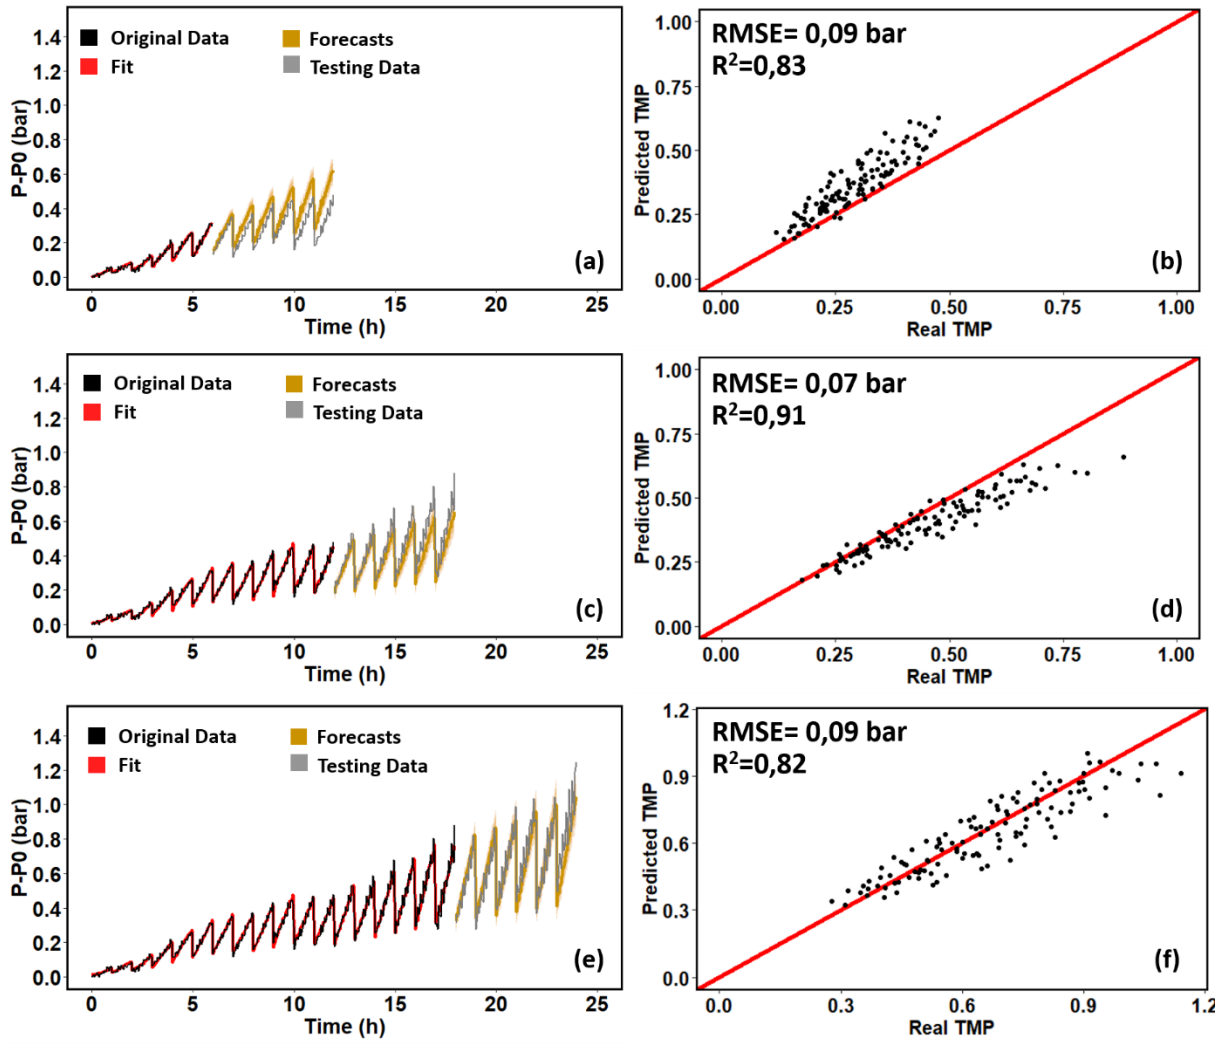 1.4
1.2
1.0
0.8
0.6
0.4
0.2
0.0
P-P0 (bar)
Original Data
Forecasts
Fit
Testing Data
(a)
0 5 10 15 20 25
Time (h)
1.00
0.75
0.50
0.25
0.00
Predicted TMP
RMSE= 0,09 bar
R²=0,83
(b)
0.00 0.25 0.50 0.75 1.00
Real TMP
1.4
1.2
1.0
0.8
0.6
0.4
0.2
0.0
P-P0 (bar)
Original Data
Forecasts
Fit
Testing Data
(c)
0 5 10 15 20 25
Time (h)
1.00
0.75
0.50
0.25
0.00
Predicted TMP
RMSE= 0,07 bar
R²=0,91
(d)
0.00 0.25 0.50 0.75 1.00
Real TMP
1.4
1.2
1.0
0.8
0.6
0.4
0.2
0.0
P-P0 (bar)
Original Data
Forecasts
Fit
Testing Data
(e)
0 5 10 15 20 25
Time (h)
1.2
0.9
0.6
0.3
0.0
Predicted TMP
RMSE= 0,09 bar
R²=0,82
(f)
0.0 0.3 0.6 0.9 1.2
Real TMP